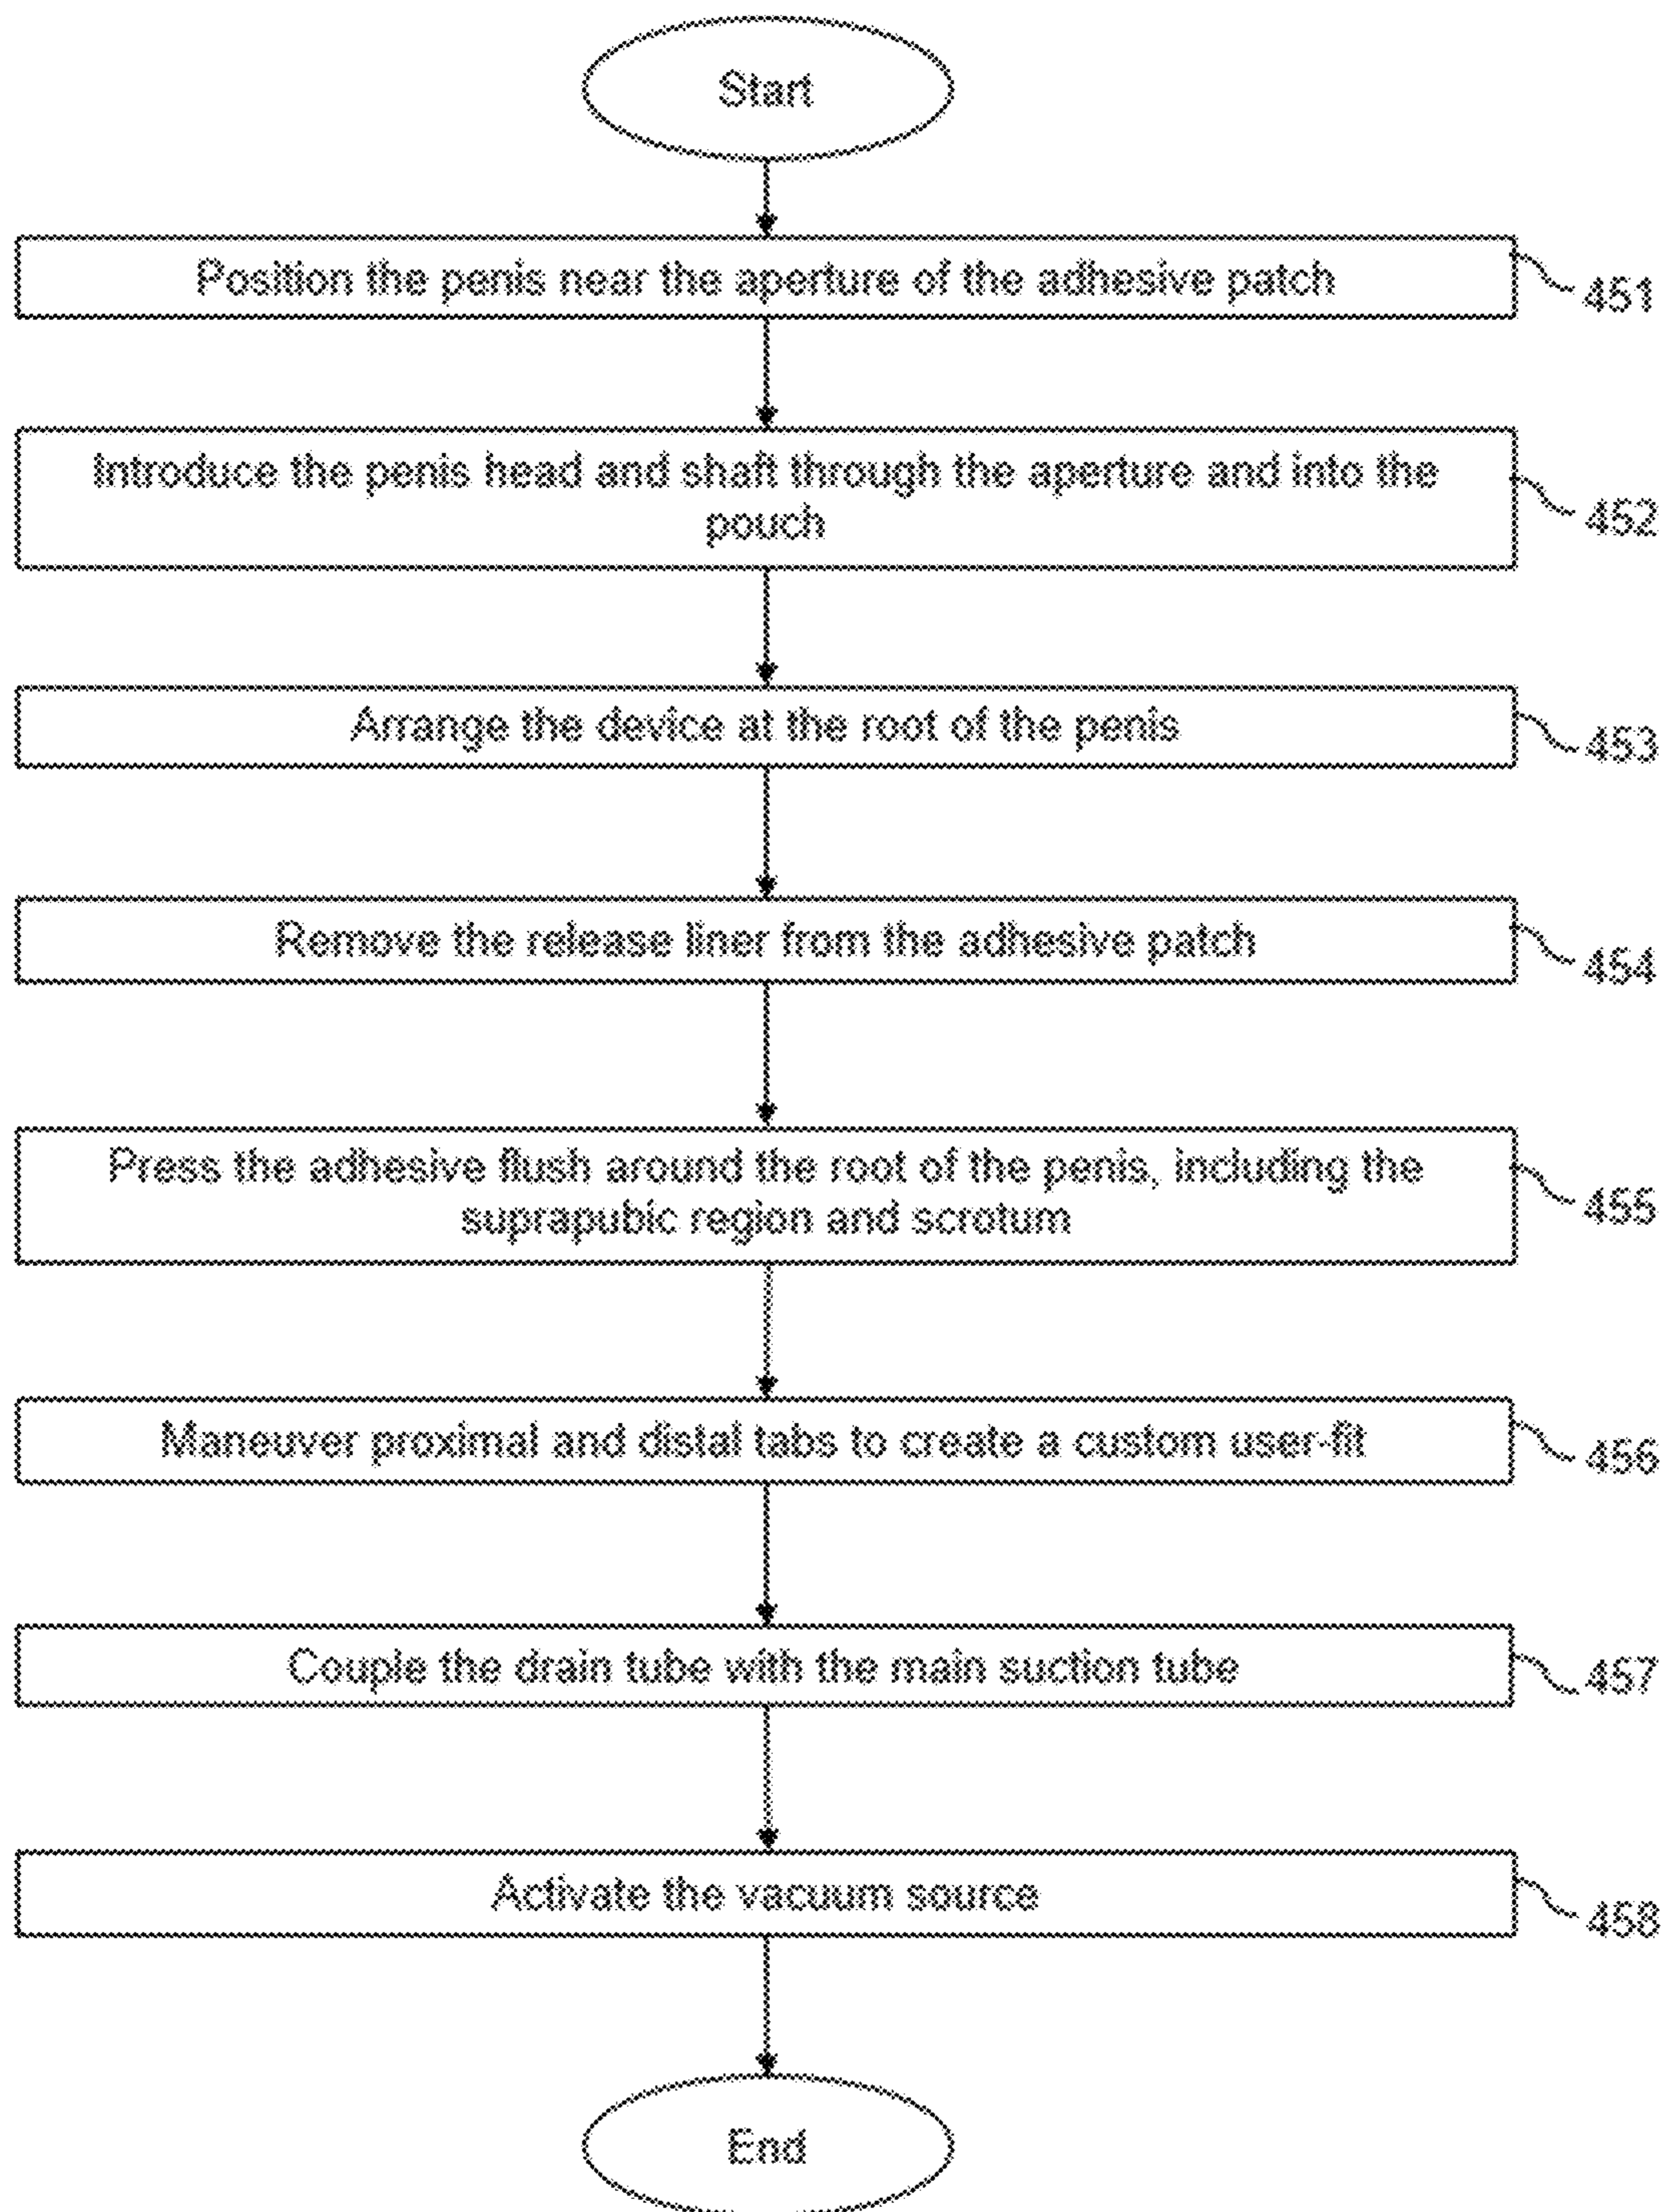 Start
Position the penis near the aperture of the adhesive patch
451
Introduce the penis head and shaft through the aperture and into the
pouch
452
Arrange the device at the root of the penis
453
Remove the release liner from the adhesive patch
454
Press the adhesive flush around the root of the penis, including the
suprapubic region and scrotum
455
Maneuver proximal and distal tabs to create a custom user-fit
456
Couple the drain tube with the main suction tube
457
Activate the vacuum source
458
End